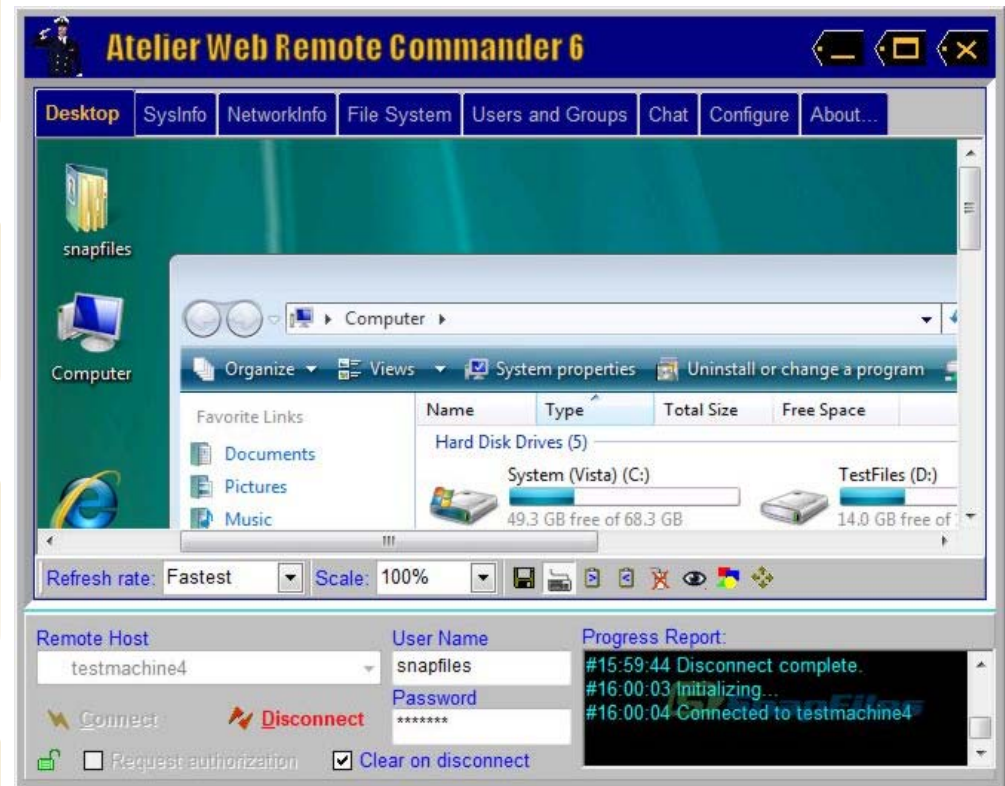 Atelier Web Remote Commander 6
Desktop SysInfo NetworkInfo File System Users and Groups Chat Configure About...
snapfiles
Computer
Computer
Organize Views System properties Uninstall or change a program
Favorite Links
Documents
Pictures
Music
Name Type Total Size Free Space
Hard Disk Drives (5)
System (Vista) (C:)
49.3 GB free of 68.3 GB
TestFiles (D:)
14.0 GB free of
Refresh rate: Fastest Scale: 100%
Remote Host
testmachine4
User Name
snapfiles
Password
*******
Connect Disconnect
Request authorization Clear on disconnect
Progress Report:
#15:59:44 Disconnect complete.
#16:00:03 Initializing...
#16:00:04 Connected to testmachine4
SnapFiles